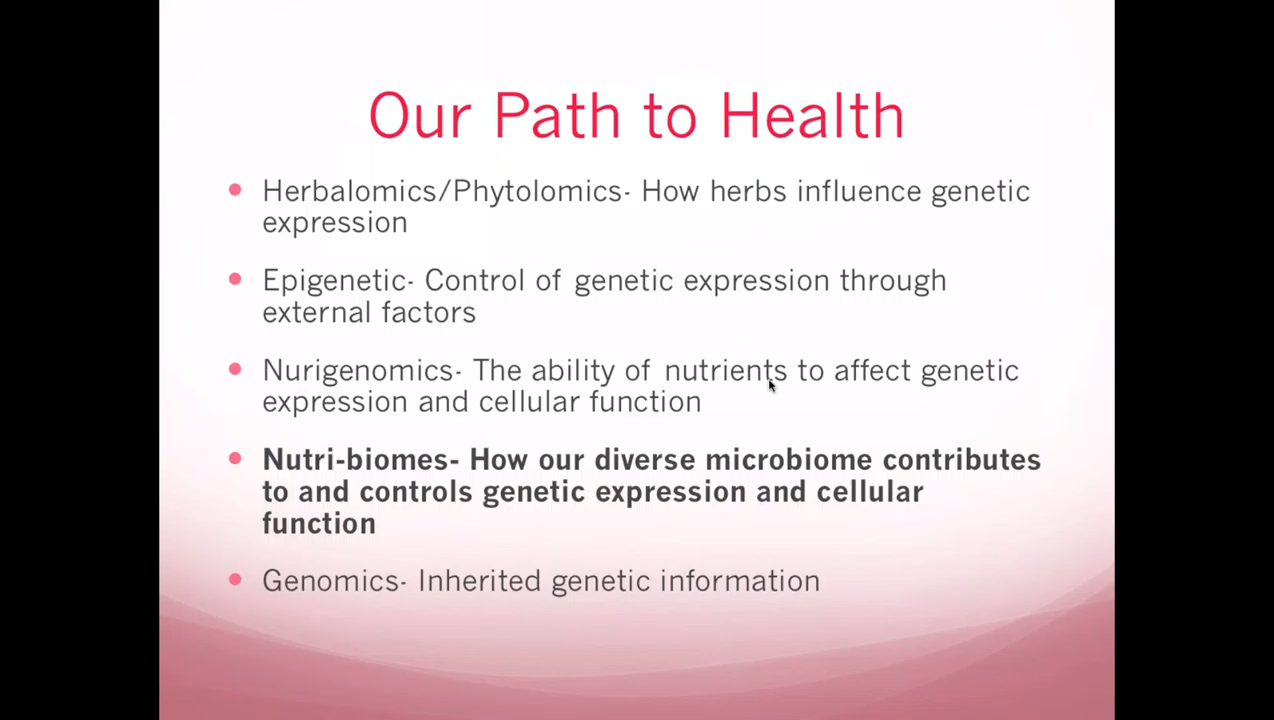 Our Path to Health
Herbalomics/Phytolomics- How herbs influence genetic
expression
Epigenetic- Control of genetic expression through
external factors
Nurigenomics- The ability of nutrients to affect genetic
expression and cellular function
Nutri-biomes- How our diverse microbiome contributes
to and controls genetic expression and cellular
function
Genomics- Inherited genetic information